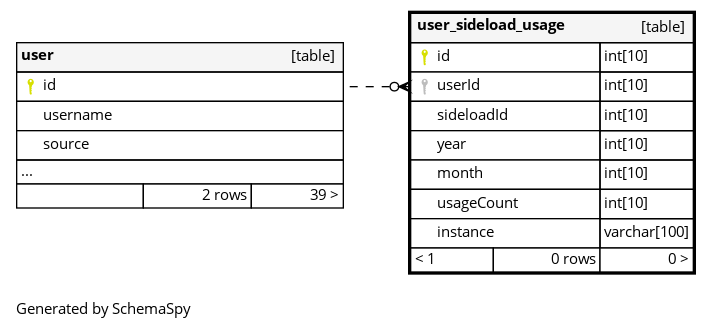 user [table]
id
username
source
...
2 rows 39 >
user_sideload_usage [table]
id int[10]
userId int[10]
sideloadId int[10]
year int[10]
month int[10]
usageCount int[10]
instance varchar[100]
< 1 0 rows 0 >
Generated by SchemaSpy